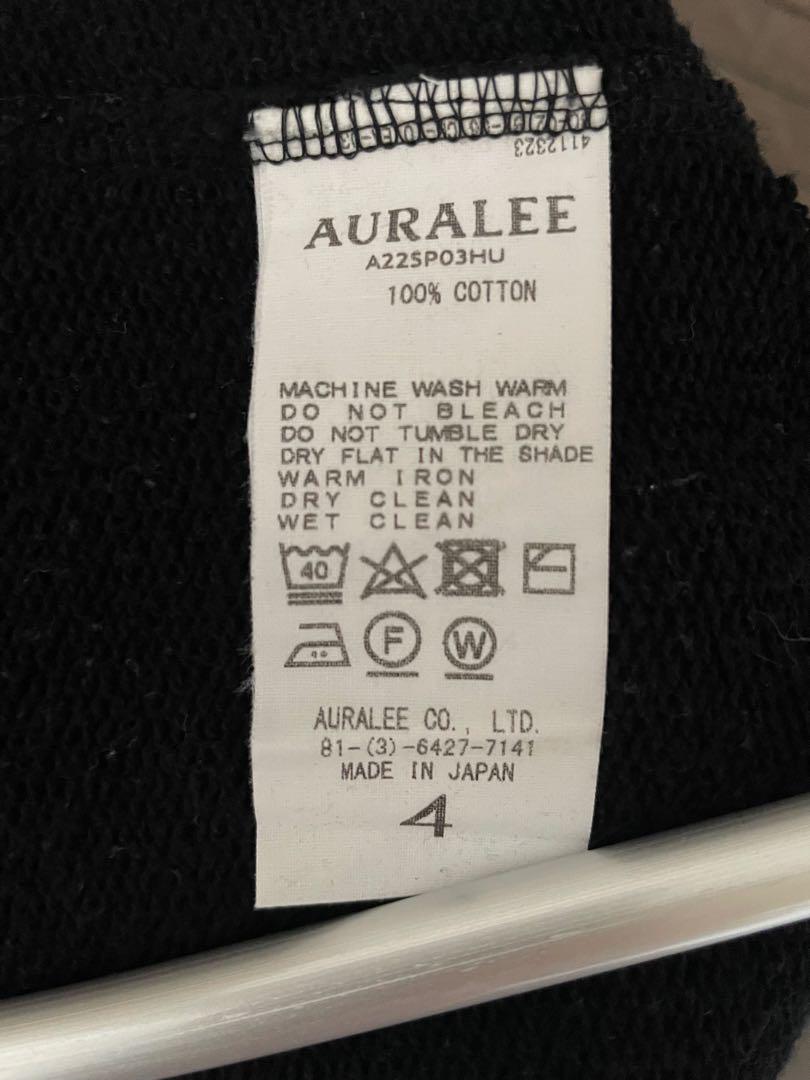 4112323
AURALEE
A22SP03HU
100% COTTON
MACHINE WASH WARM
DO NOT BLEACH
DO NOT TUMBLE DRY
DRY FLAT IN THE SHADE
WARM IRON
DRY CLEAN
WET CLEAN
40
F W
AURALEE CO., LTD.
81-(3)-6427-7141
MADE IN JAPAN
4